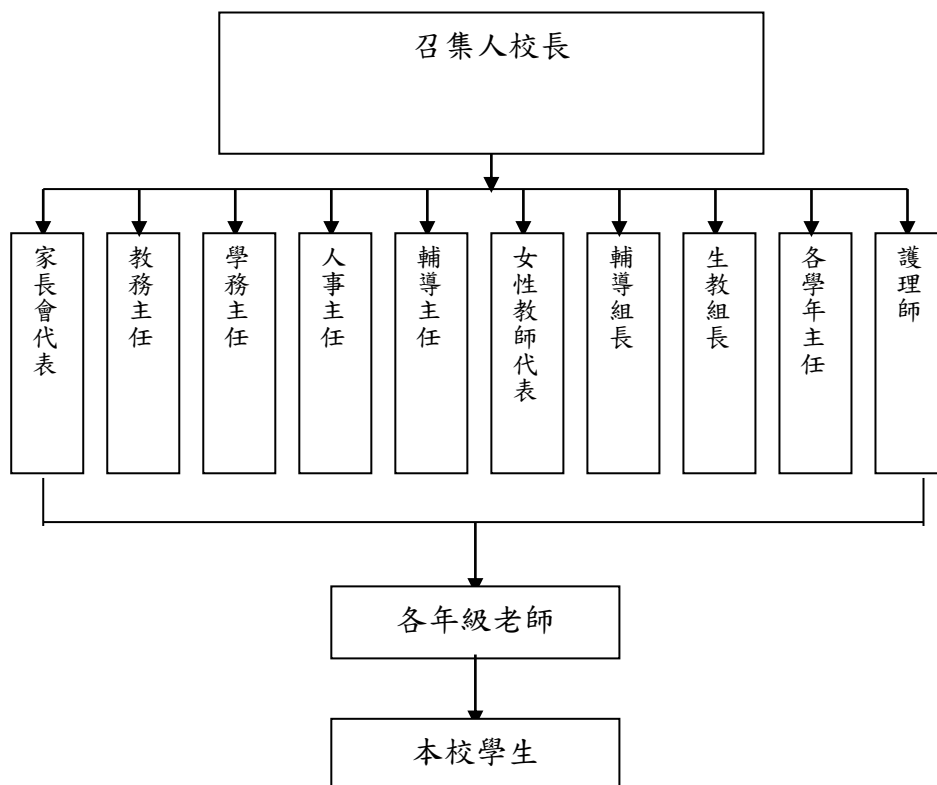 召集人校長
家長會代表
教務主任
學務主任
人事主任
輔導主任
女性教師代表
輔導組長
生教組長
各學年主任
護理師
各年級老師
本校學生